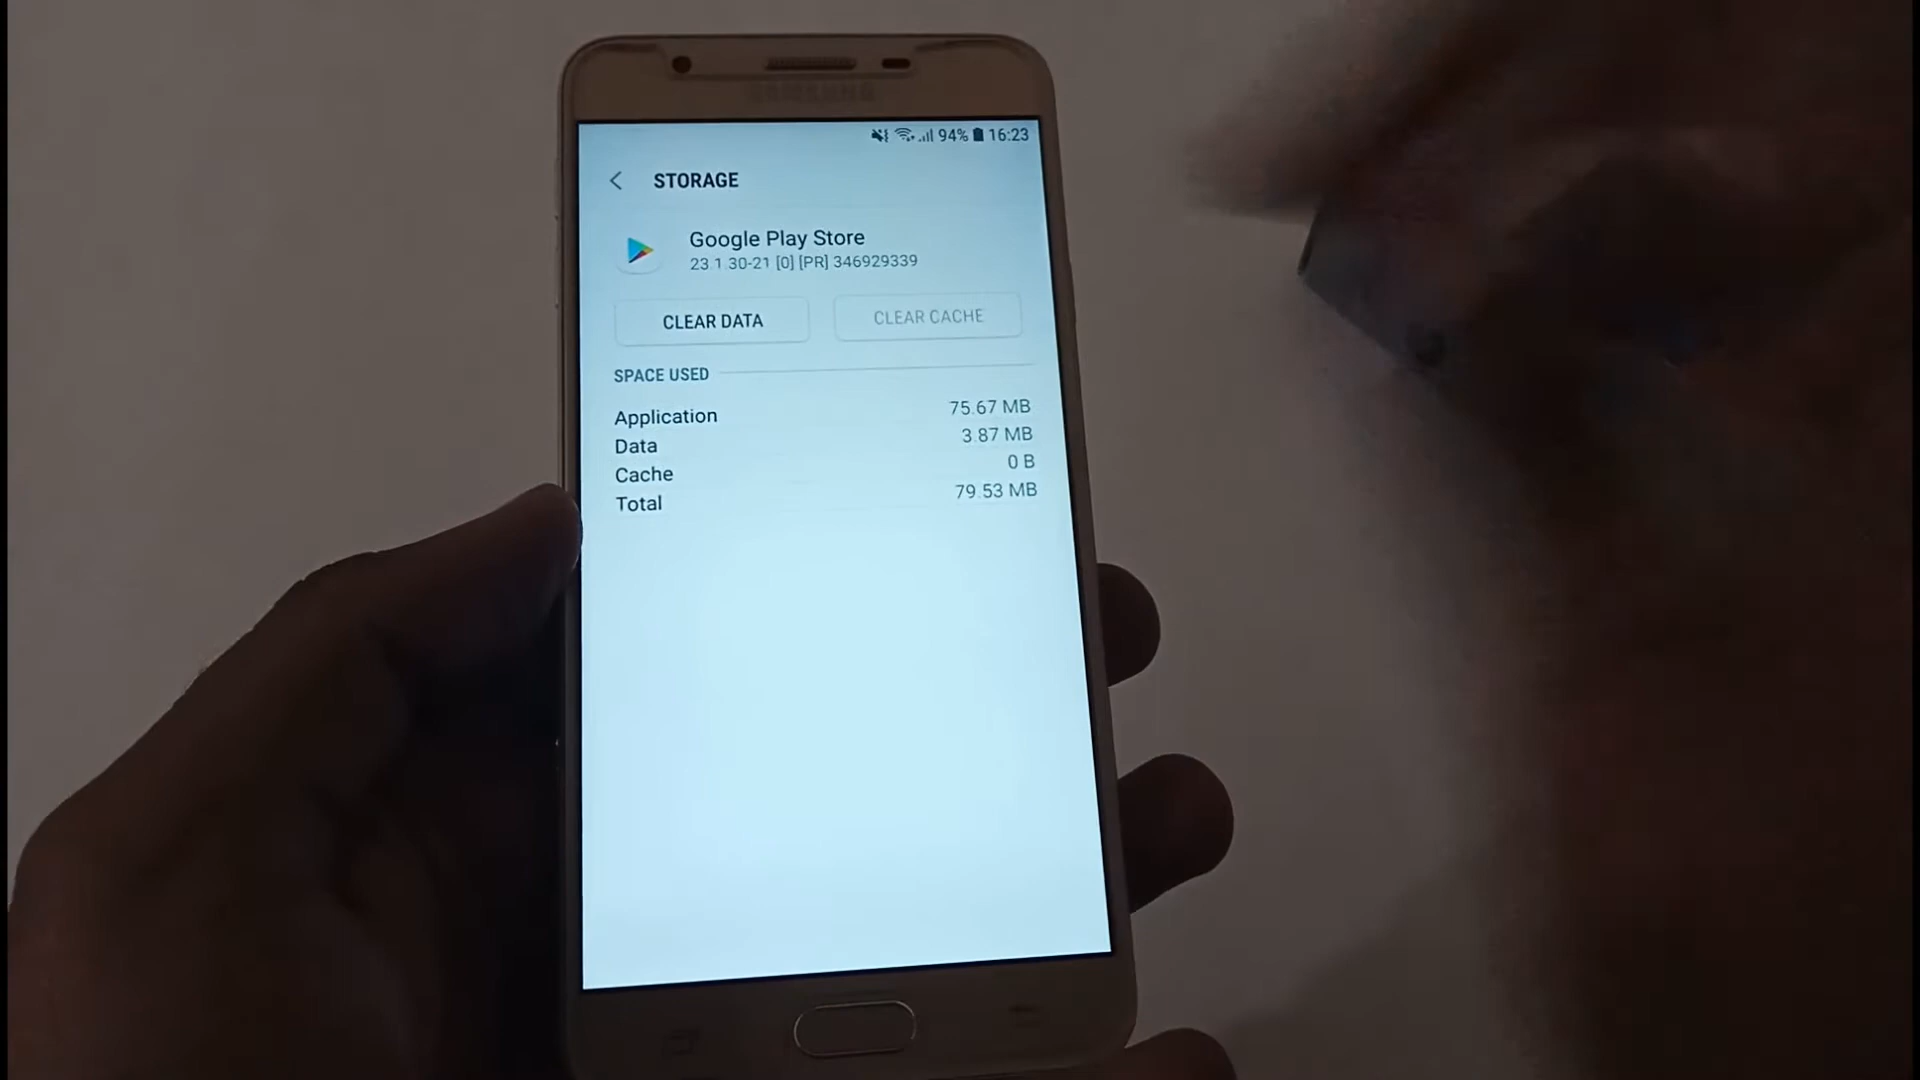 SAMSUNG
94% 16:23
STORAGE
Google Play Store
23.1.30-21 [0] [PR] 346929339
CLEAR DATA CLEAR CACHE
SPACE USED
Application 75.67 MB
Data 3.87 MB
Cache 0 B
Total 79.53 MB